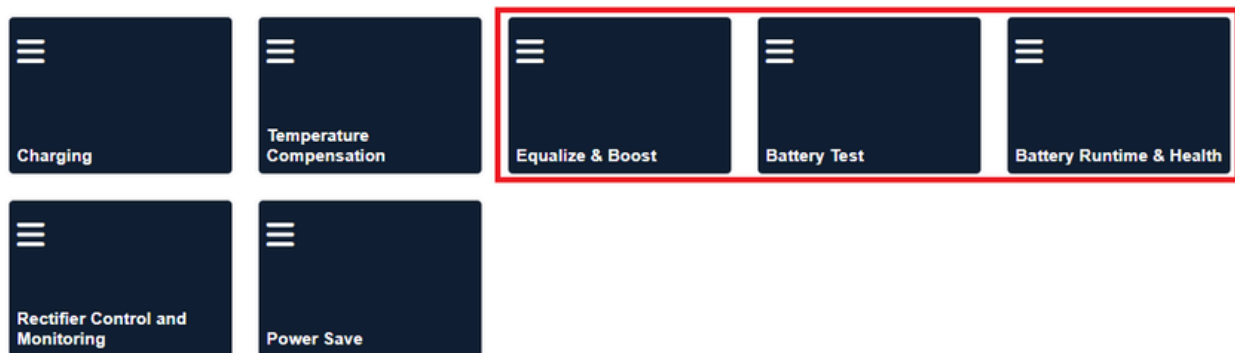 Charging
Temperature
Compensation
Equalize & Boost
Battery Test
Battery Runtime & Health
Rectifier Control and
Monitoring
Power Save